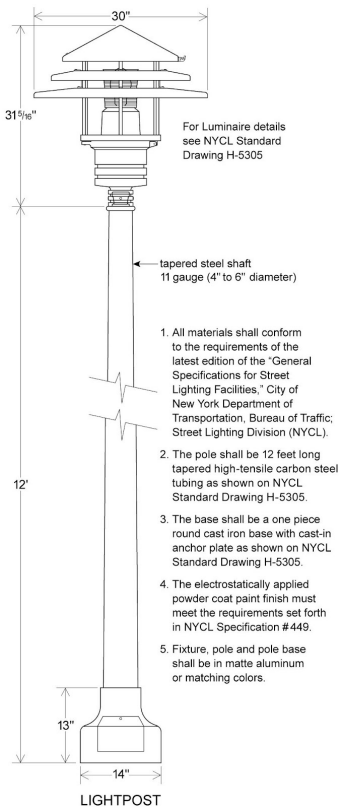 30"
31 5/16"
For Luminaire details
see NYCL Standard
Drawing H-5305
tapered steel shaft
11 gauge (4" to 6" diameter)
1. All materials shall conform
to the requirements of the
latest edition of the “General
Specifications for Street
Lighting Facilities,” City of
New York Department of
Transportation, Bureau of Traffic;
Street Lighting Division (NYCL).
2. The pole shall be 12 feet long
tapered high-tensile carbon steel
tubing as shown on NYCL
Standard Drawing H-5305.
12'
3. The base shall be a one piece
round cast iron base with cast-in
anchor plate as shown on NYCL
Standard Drawing H-5305.
4. The electrostatically applied
powder coat paint finish must
meet the requirements set forth
in NYCL Specification #449.
5. Fixture, pole and pole base
shall be in matte aluminum
or matching colors.
13"
14"
LIGHTPOST